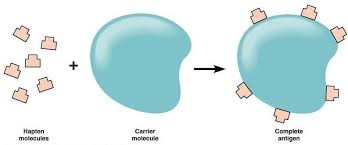 +
Hapten
molecules
Carrier
molecule
Complete
antigen